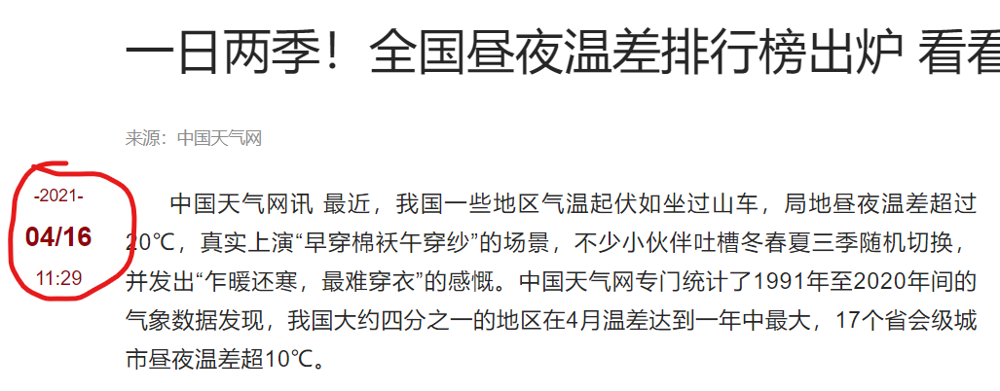 一日两季！全国昼夜温差排行榜出炉 看看
来源：中国天气网
-2021-
04/16
11:29
中国天气网讯 最近，我国一些地区气温起伏如坐过山车，局地昼夜温差超过
20℃，真实上演“早穿棉袄午穿纱”的场景，不少小伙伴吐槽冬春夏三季随机切换，
并发出“乍暖还寒，最难穿衣”的感慨。中国天气网专门统计了1991年至2020年间的
气象数据发现，我国大约四分之一的地区在4月温差达到一年中最大，17个省会级城
市昼夜温差超10℃。